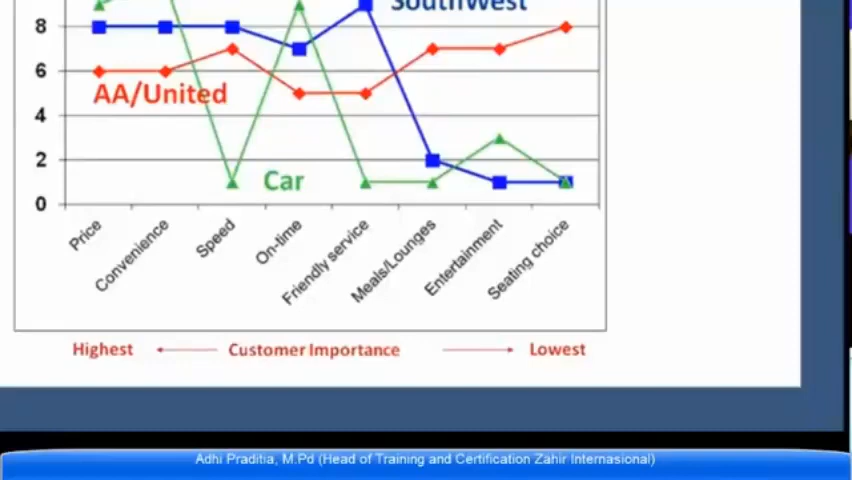 SouthWest
8
6
AA/United
4
2
Car
0
Price
Convenience
Speed
On-time
Friendly service
Meals/Lounges
Entertainment
Seating choice
Highest
Customer Importance
Lowest
Adhi Praditia, M.Pd (Head of Training and Certification Zahir Internasional)